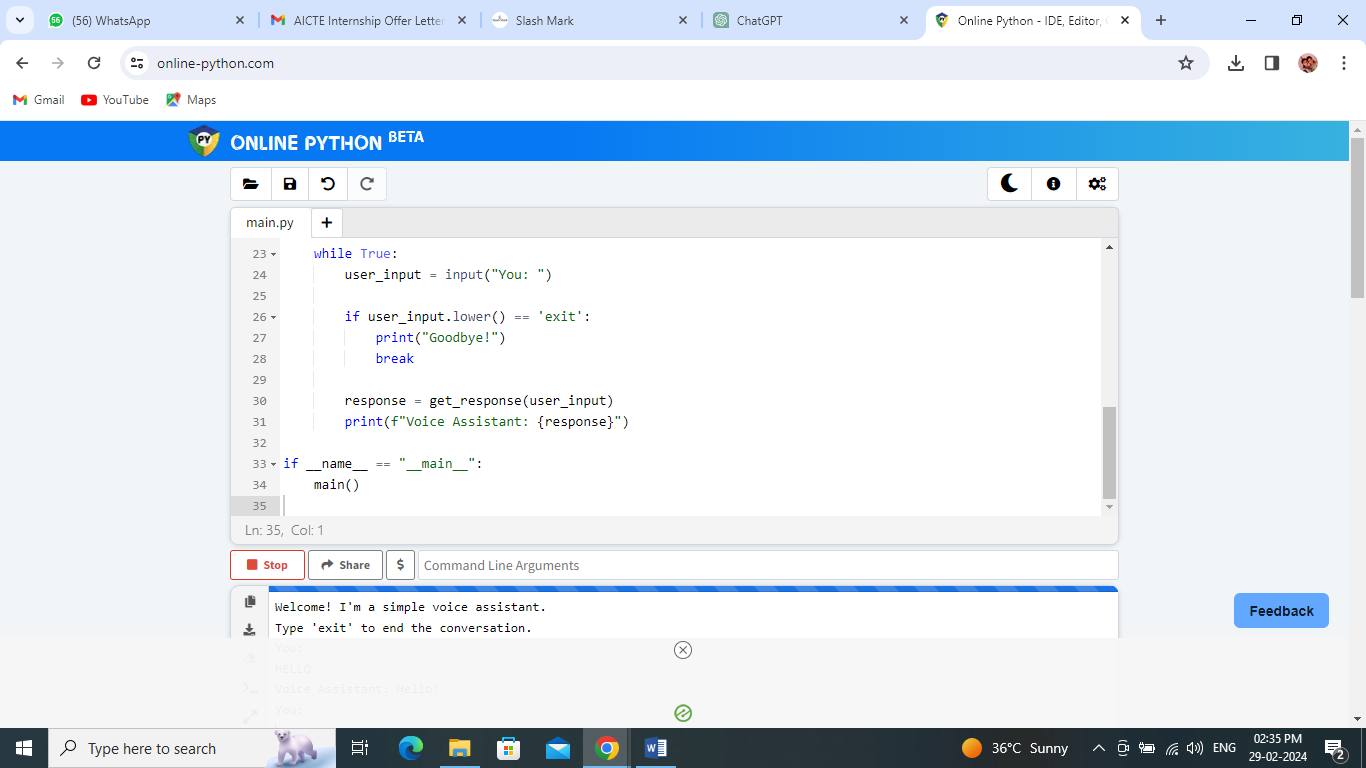 (56) WhatsApp
AICTE Internship Offer Letter
Slash Mark
ChatGPT
Online Python - IDE, Editor,
online-python.com
Gmail
YouTube
Maps
PY
ONLINE PYTHON BETA
main.py
+
23 while True:
24 user_input = input("You: ")
25
26 if user_input.lower() == 'exit':
27 print("Goodbye!")
28 break
29
30 response = get_response(user_input)
31 print(f"Voice Assistant: {response}")
32
33 if __name__ == "__main__":
34 main()
35
Ln: 35, Col: 1
Stop
Share
$
Command Line Arguments
Welcome! I'm a simple voice assistant.
Type 'exit' to end the conversation.
You:
HELLO
Voice Assistant: Hello!
You:
Feedback
Type here to search
36°C Sunny
ENG
02:35 PM
29-02-2024
2